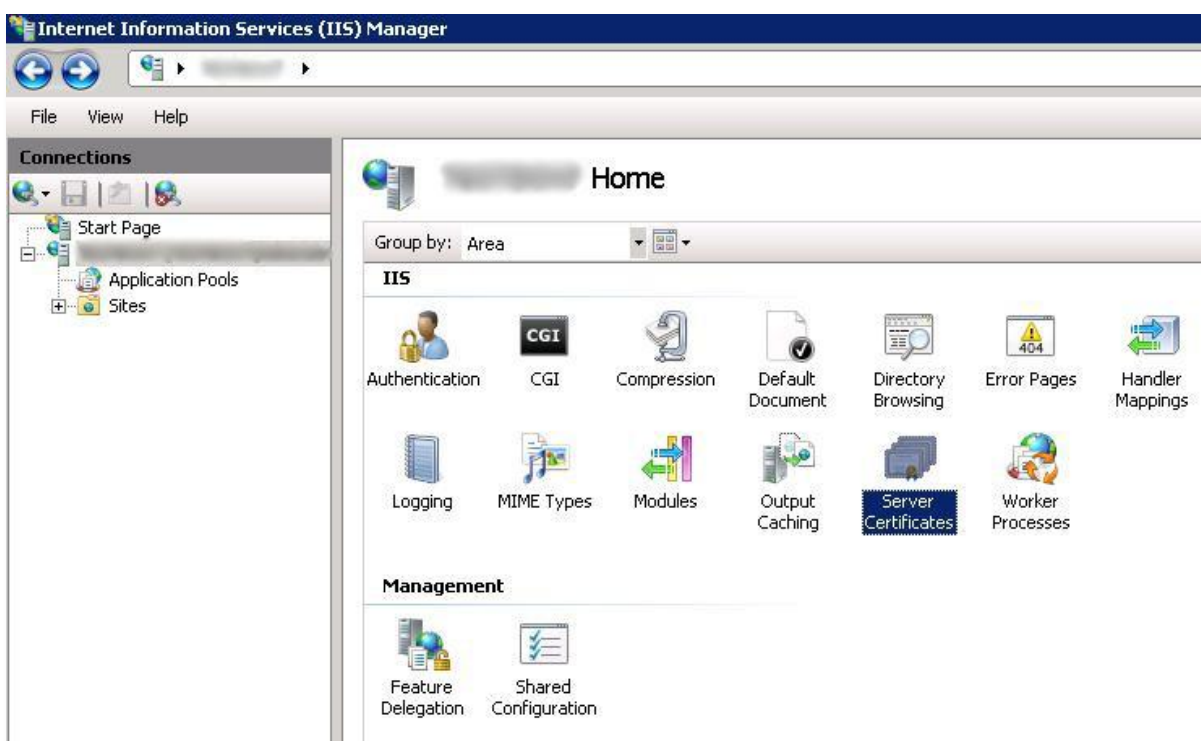 Internet Information Services (IIS) Manager
File View Help
Connections
Start Page
Application Pools
Sites
Home
Group by: Area
IIS
Authentication
CGI
CGI
Compression
Default
Document
Directory
Browsing
404
Error Pages
Handler
Mappings
Logging
MIME Types
Modules
Output
Caching
Server
Certificates
Worker
Processes
Management
Feature
Delegation
Shared
Configuration